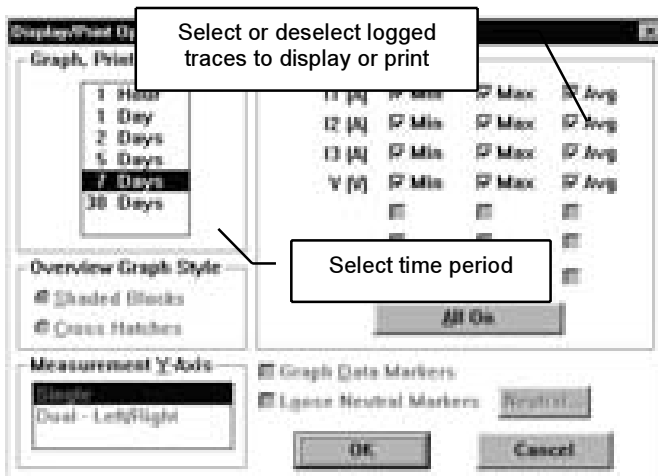 Display/Print Op
Select or deselect logged
traces to display or print
Graph, Print
1 Hour
1 Day
2 Days
5 Days
7 Days
30 Days
I1 [A] Min Max Avg
I2 [A] Min Max Avg
I3 [A] Min Max Avg
V [V] Min Max Avg
Select time period
Overview Graph Style
Shaded Blocks
Cross Hatches
All On
Measurement Y-Axis
Single
Dual - Left/Right
Graph Data Markers
Loose Neutral Markers Neutral...
OK Cancel